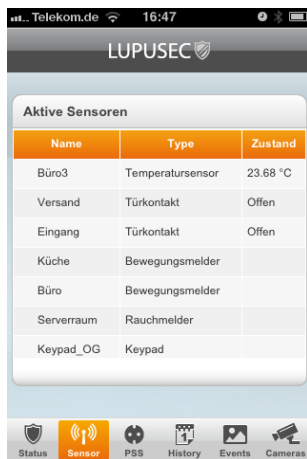 Telekom.de 16:47
LUPUSEC
Aktive Sensoren
Name Type Zustand
Büro3 Temperatursensor 23.68 °C
Versand Türkontakt Offen
Eingang Türkontakt Offen
Küche Bewegungsmelder
Büro Bewegungsmelder
Serverraum Rauchmelder
Keypad_OG Keypad
Status Sensor PSS History Events Cameras